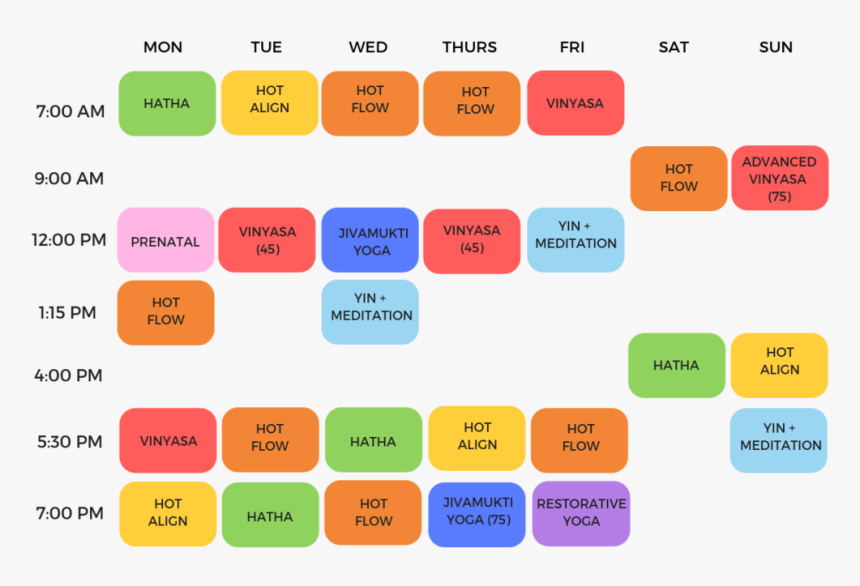 MON TUE WED THURS FRI SAT SUN
7:00 AM
HATHA
HOT
ALIGN
HOT
FLOW
HOT
FLOW
VINYASA
9:00 AM
HOT
FLOW
ADVANCED
VINYASA
(75)
12:00 PM
PRENATAL
VINYASA
(45)
JIVAMUKTI
YOGA
VINYASA
(45)
YIN +
MEDITATION
1:15 PM
HOT
FLOW
YIN +
MEDITATION
4:00 PM
HATHA
HOT
ALIGN
5:30 PM
VINYASA
HOT
FLOW
HATHA
HOT
ALIGN
HOT
FLOW
YIN +
MEDITATION
7:00 PM
HOT
ALIGN
HATHA
HOT
FLOW
JIVAMUKTI
YOGA (75)
RESTORATIVE
YOGA